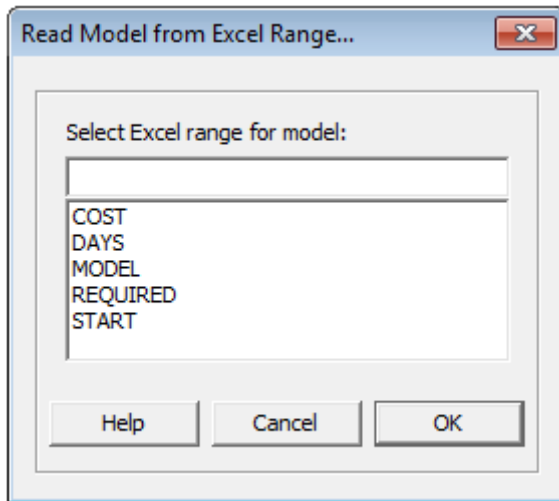 Read Model from Excel Range...
Select Excel range for model:
COST
DAYS
MODEL
REQUIRED
START
Help Cancel OK